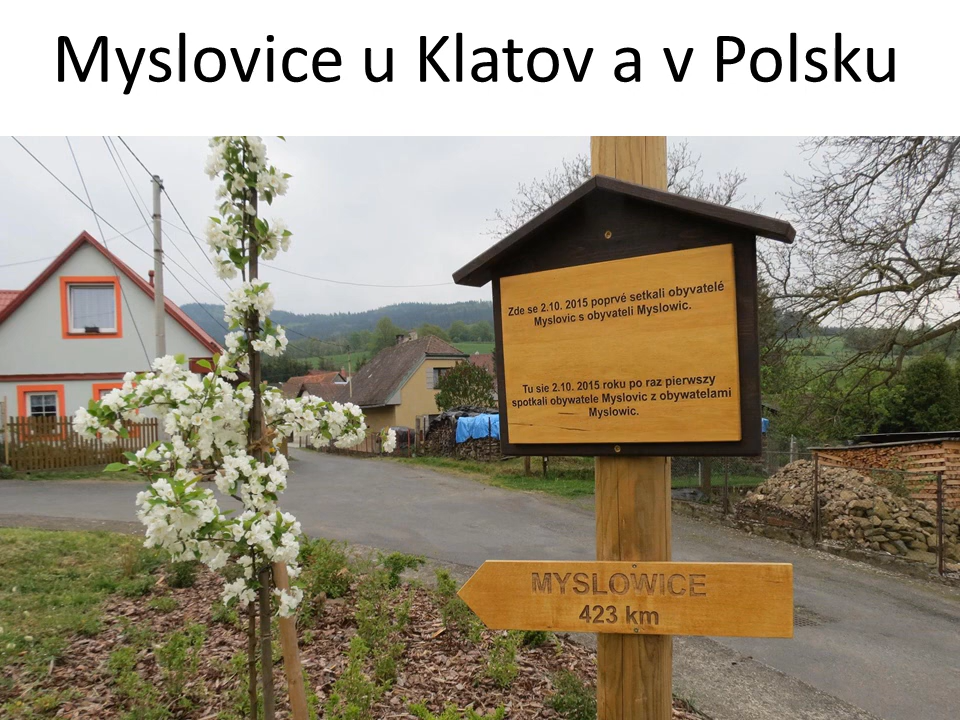 Myslovice u Klatov a v Polsku
Zde se 2.10. 2015 poprvé setkali obyvatelé
Myslovic s obyvateli Myslowic.
Tu sie 2.10. 2015 roku po raz pierwszy
spotkali obywatele Myslovic z obywatelami
Myslowic.
MYSLOWICE
423 km